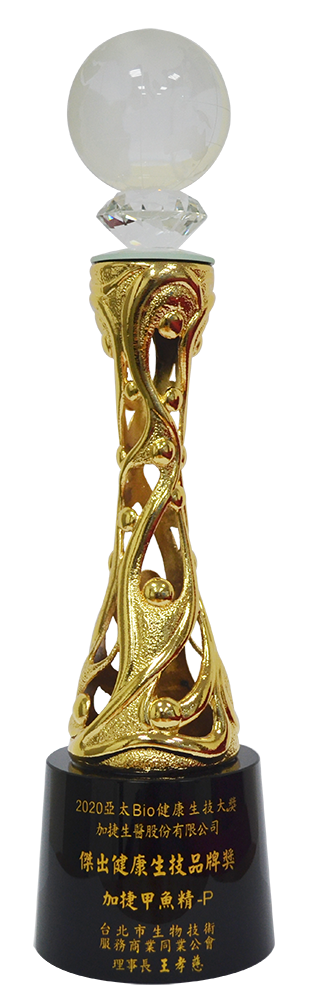 2020亞太Bio健康生技大獎
加捷生醫股份有限公司
傑出健康生技品牌獎
加捷甲魚精-P
台北市生物技術
服務商業同業公會
理事長 王孝慈